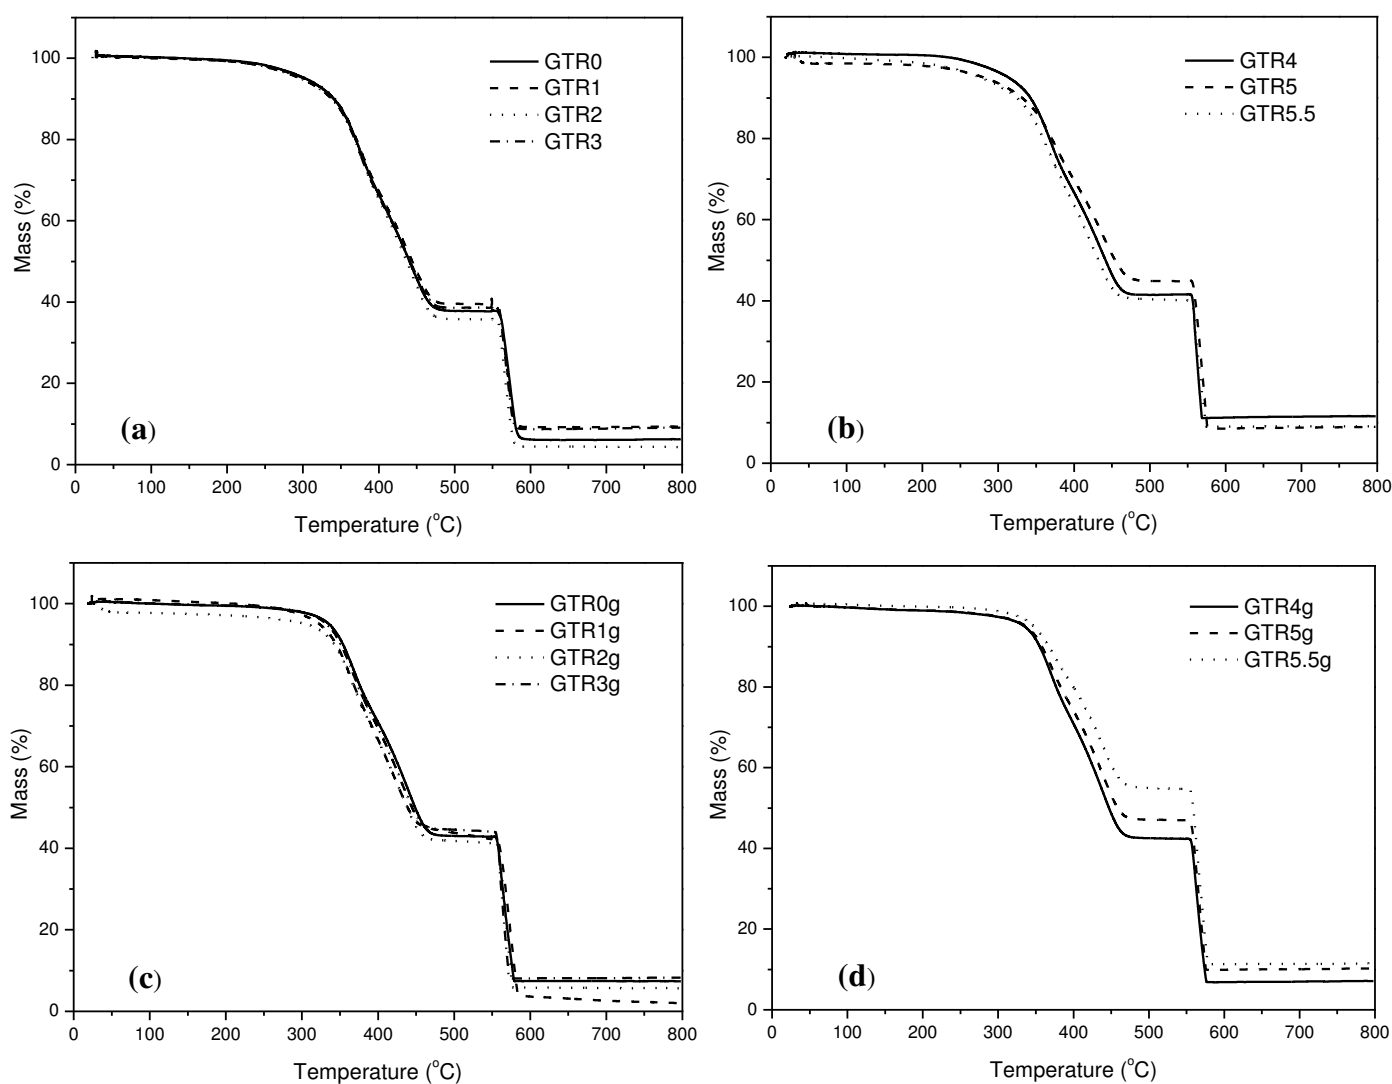 100
80
60
40
20
0
Mass (%)
GTR0
GTR1
GTR2
GTR3
(a)
0 100 200 300 400 500 600 700 800
Temperature (°C)
100
80
60
40
20
0
Mass (%)
GTR4
GTR5
GTR5.5
(b)
0 100 200 300 400 500 600 700 800
Temperature (°C)
100
80
60
40
20
0
Mass (%)
GTR0g
GTR1g
GTR2g
GTR3g
(c)
0 100 200 300 400 500 600 700 800
Temperature (°C)
100
80
60
40
20
0
Mass (%)
GTR4g
GTR5g
GTR5.5g
(d)
0 100 200 300 400 500 600 700 800
Temperature (°C)